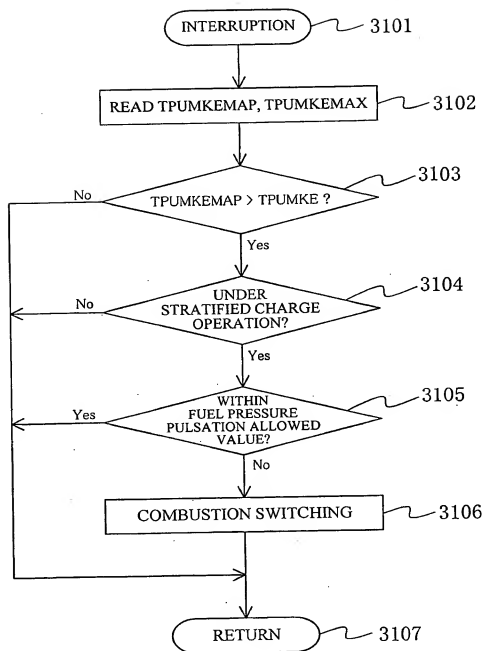 INTERRUPTION
3101
READ TPUMKEMAP, TPUMKEMAX
3102
TPUMKEMAP > TPUMKE ?
3103
No
Yes
UNDER
STRATIFIED CHARGE
OPERATION?
3104
No
Yes
WITHIN
FUEL PRESSURE
PULSATION ALLOWED
VALUE?
3105
Yes
No
COMBUSTION SWITCHING
3106
RETURN
3107